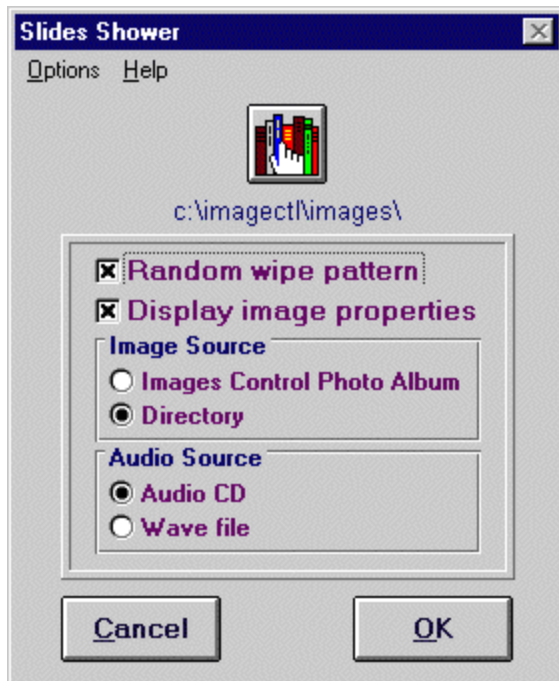 Slides Shower
Options Help
c:\imagectl\images\
Random wipe pattern
Display image properties
Image Source
Images Control Photo Album
Directory
Audio Source
Audio CD
Wave file
Cancel OK